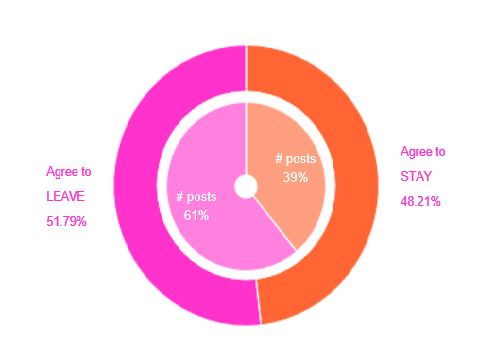 Agree to
LEAVE
51.79%
# posts
61%
# posts
39%
Agree to
STAY
48.21%